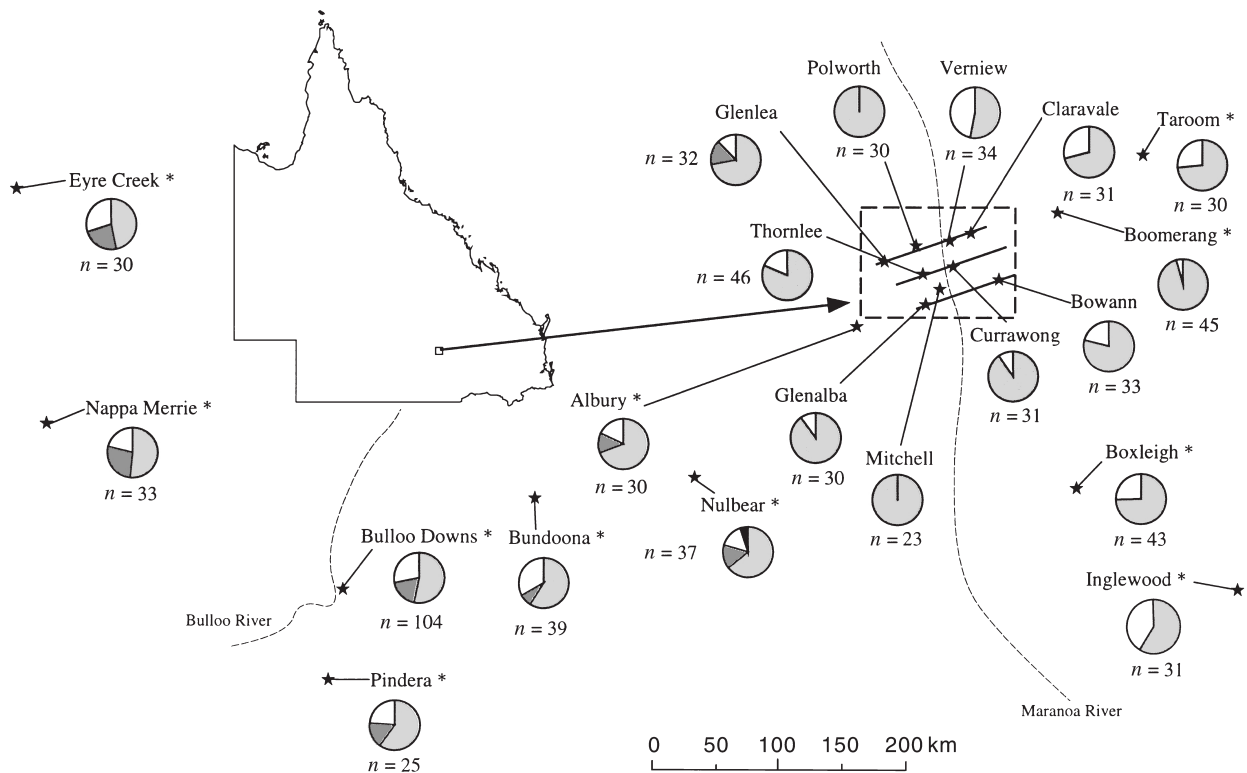 Polworth
n = 30
Verniew
n = 34
Glenlea
n = 32
Claravale
n = 31
Taroom *
n = 30
Eyre Creek *
n = 30
Thornlee
n = 46
Boomerang *
n = 45
Bowann
n = 33
Currawong
n = 31
Nappa Merrie *
n = 33
Albury *
n = 30
Glenalba
n = 30
Mitchell
n = 23
Boxleigh *
n = 43
Nulbear *
n = 37
Bulloo Downs *
n = 104
Bundoona *
n = 39
Inglewood *
n = 31
Bulloo River
Pindera *
n = 25
Maranoa River
0 50 100 150 200 km